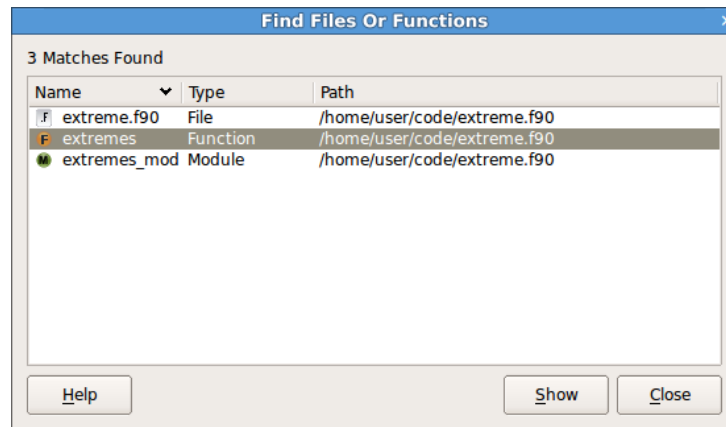 Find Files Or Functions
3 Matches Found
Name Type Path
F extreme.f90 File /home/user/code/extreme.f90
F extremes Function /home/user/code/extreme.f90
M extremes_mod Module /home/user/code/extreme.f90
Help Show Close